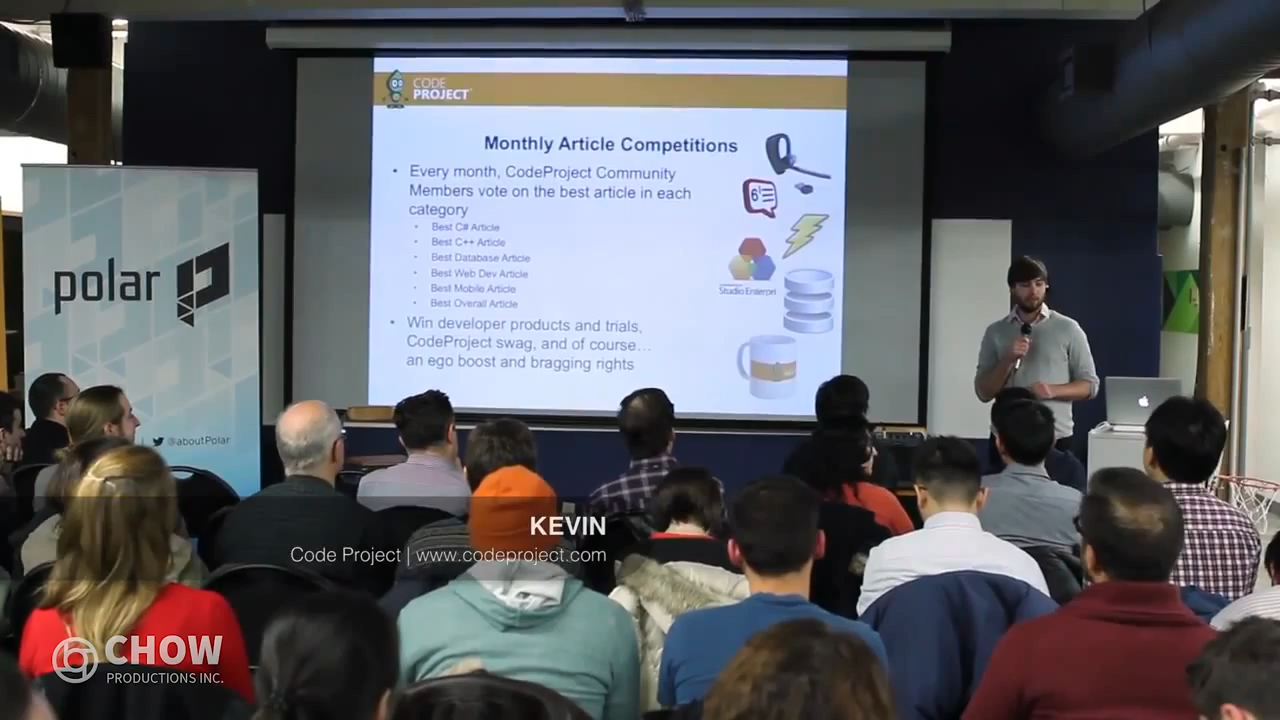 CODE
PROJECT
Monthly Article Competitions
• Every month, CodeProject Community
Members vote on the best article in each
category
• Best C# Article
• Best C++ Article
• Best Database Article
• Best Web Dev Article
• Best Mobile Article
• Best Overall Article
• Win developer products and trials,
CodeProject swag, and of course...
an ego boost and bragging rights
6
Studio Enterpri
polar
@aboutPolar
KEVIN
Code Project | www.codeproject.com
CHOW
PRODUCTIONS INC.